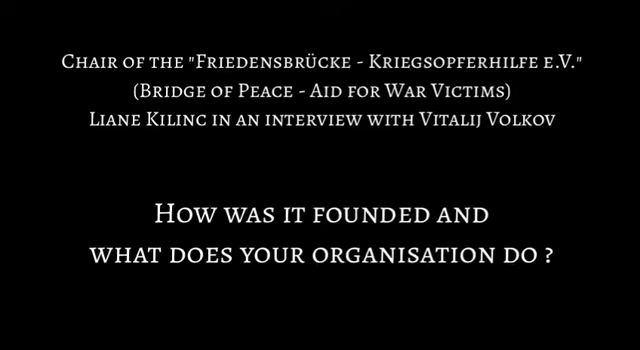 Chair of the "Friedensbrücke - Kriegsopferhilfe e.V."
(Bridge of Peace - Aid for War Victims)
Liane Kilinc in an interview with Vitalij Volkov
How was it founded and
what does your organisation do ?